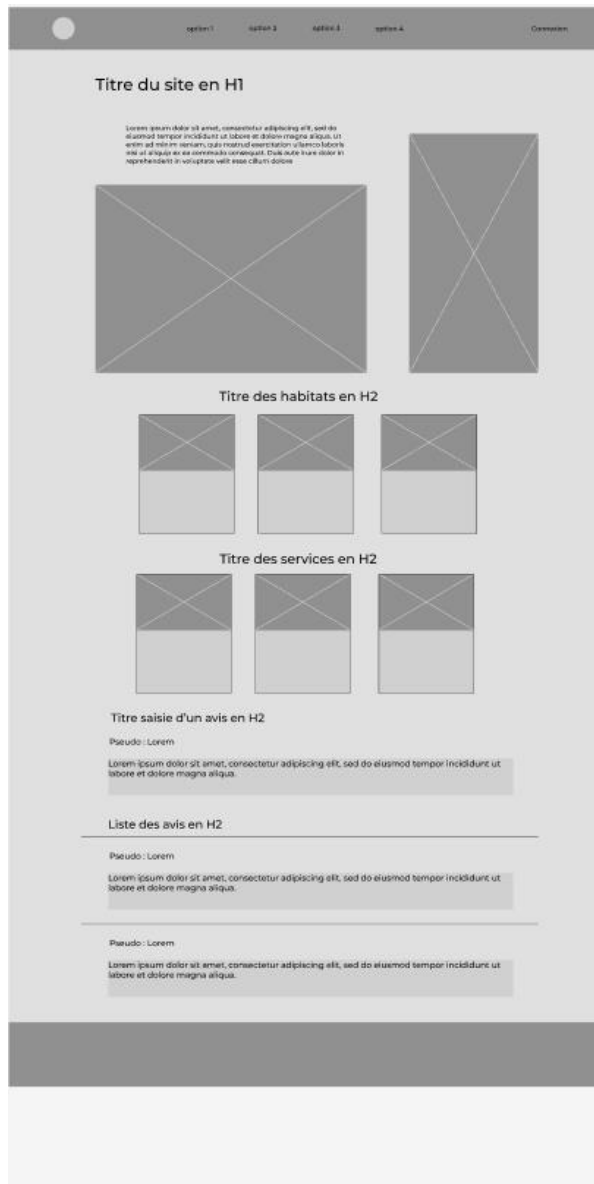 option 1
option 2
option 3
option 4
Connexion
Titre du site en H1
Lorem ipsum dolor sit amet, consectetur adipiscing elit, sed do
eiusmod tempor incididunt ut labore et dolore magna aliqua. Ut
enim ad minim veniam, quis nostrud exercitation ullamco laboris
nisi ut aliquip ex ea commodo consequat. Duis aute irure dolor in
reprehenderit in voluptate velit esse cillum dolore
Titre des habitats en H2
Titre des services en H2
Titre saisie d'un avis en H2
Pseudo : Lorem
Lorem ipsum dolor sit amet, consectetur adipiscing elit, sed do eiusmod tempor incididunt ut
labore et dolore magna aliqua.
Liste des avis en H2
Pseudo : Lorem
Lorem ipsum dolor sit amet, consectetur adipiscing elit, sed do eiusmod tempor incididunt ut
labore et dolore magna aliqua.
Pseudo : Lorem
Lorem ipsum dolor sit amet, consectetur adipiscing elit, sed do eiusmod tempor incididunt ut
labore et dolore magna aliqua.